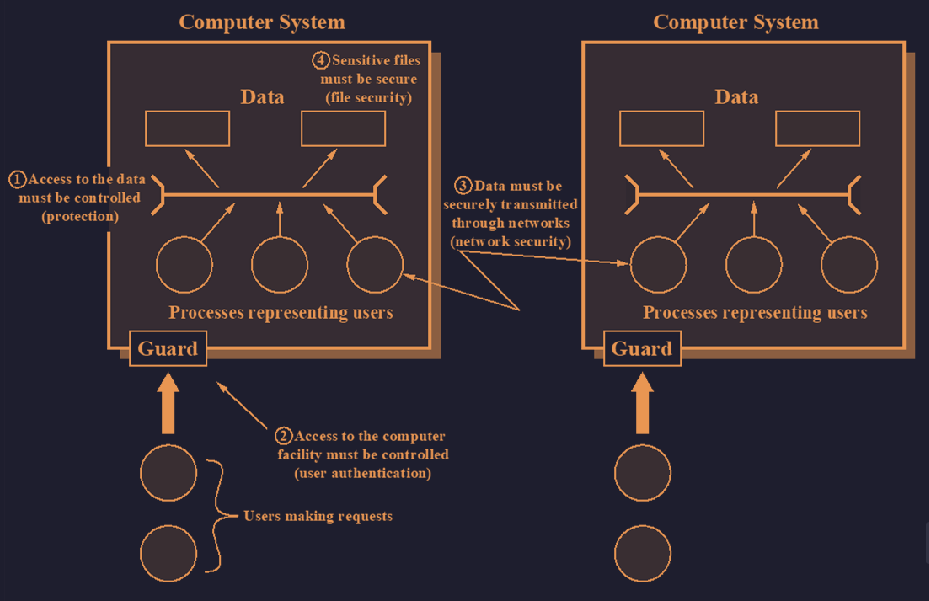 Computer System
④ Sensitive files
must be secure
(file security)
Data
① Access to the data
must be controlled
(protection)
Processes representing users
Guard
② Access to the computer
facility must be controlled
(user authentication)
Users making requests
③ Data must be
securely transmitted
through networks
(network security)
Computer System
Data
Processes representing users
Guard